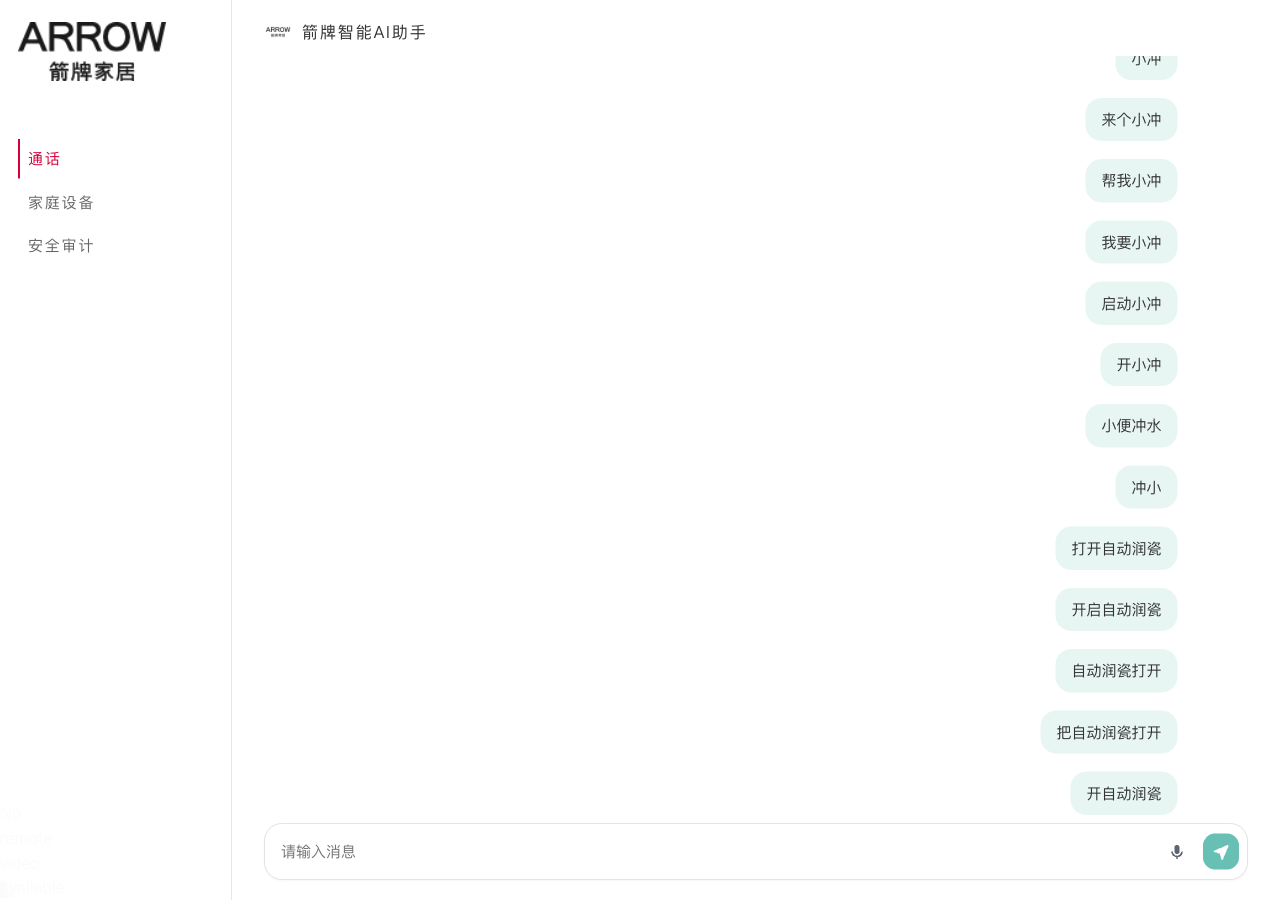 ARROW
箭牌家居
通话
家庭设备
安全审计
箭牌智能AI助手
小冲
来个小冲
帮我小冲
我要小冲
启动小冲
开小冲
小便冲水
冲小
打开自动润瓷
开启自动润瓷
自动润瓷打开
把自动润瓷打开
开自动润瓷
请输入消息